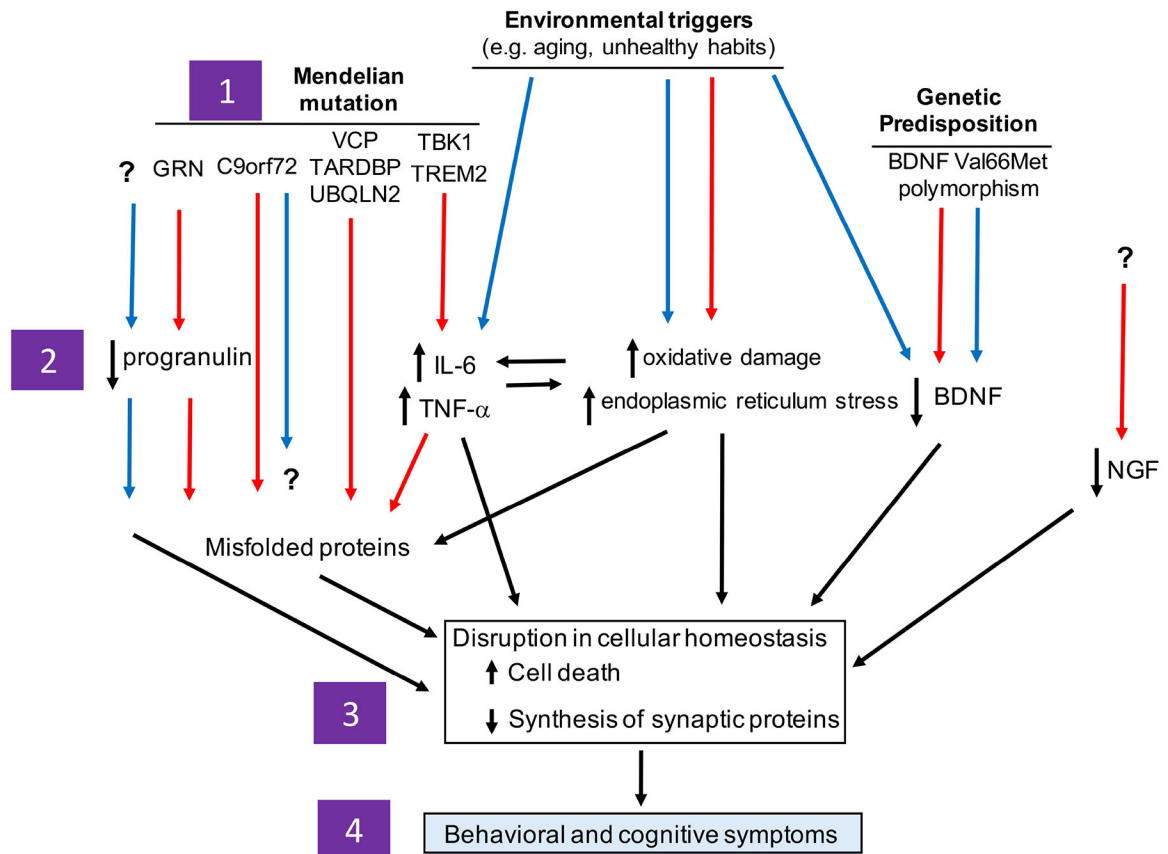 Environmental triggers
(e.g. aging, unhealthy habits)
1
Mendelian
mutation
Genetic
Predisposition
?
GRN
C9orf72
VCP
TARDBP
UBQLN2
TBK1
TREM2
BDNF Val66Met
polymorphism
?
2
progranulin
IL-6
TNF-α
oxidative damage
endoplasmic reticulum stress
BDNF
?
NGF
Misfolded proteins
Disruption in cellular homeostasis
Cell death
3
Synthesis of synaptic proteins
4
Behavioral and cognitive symptoms